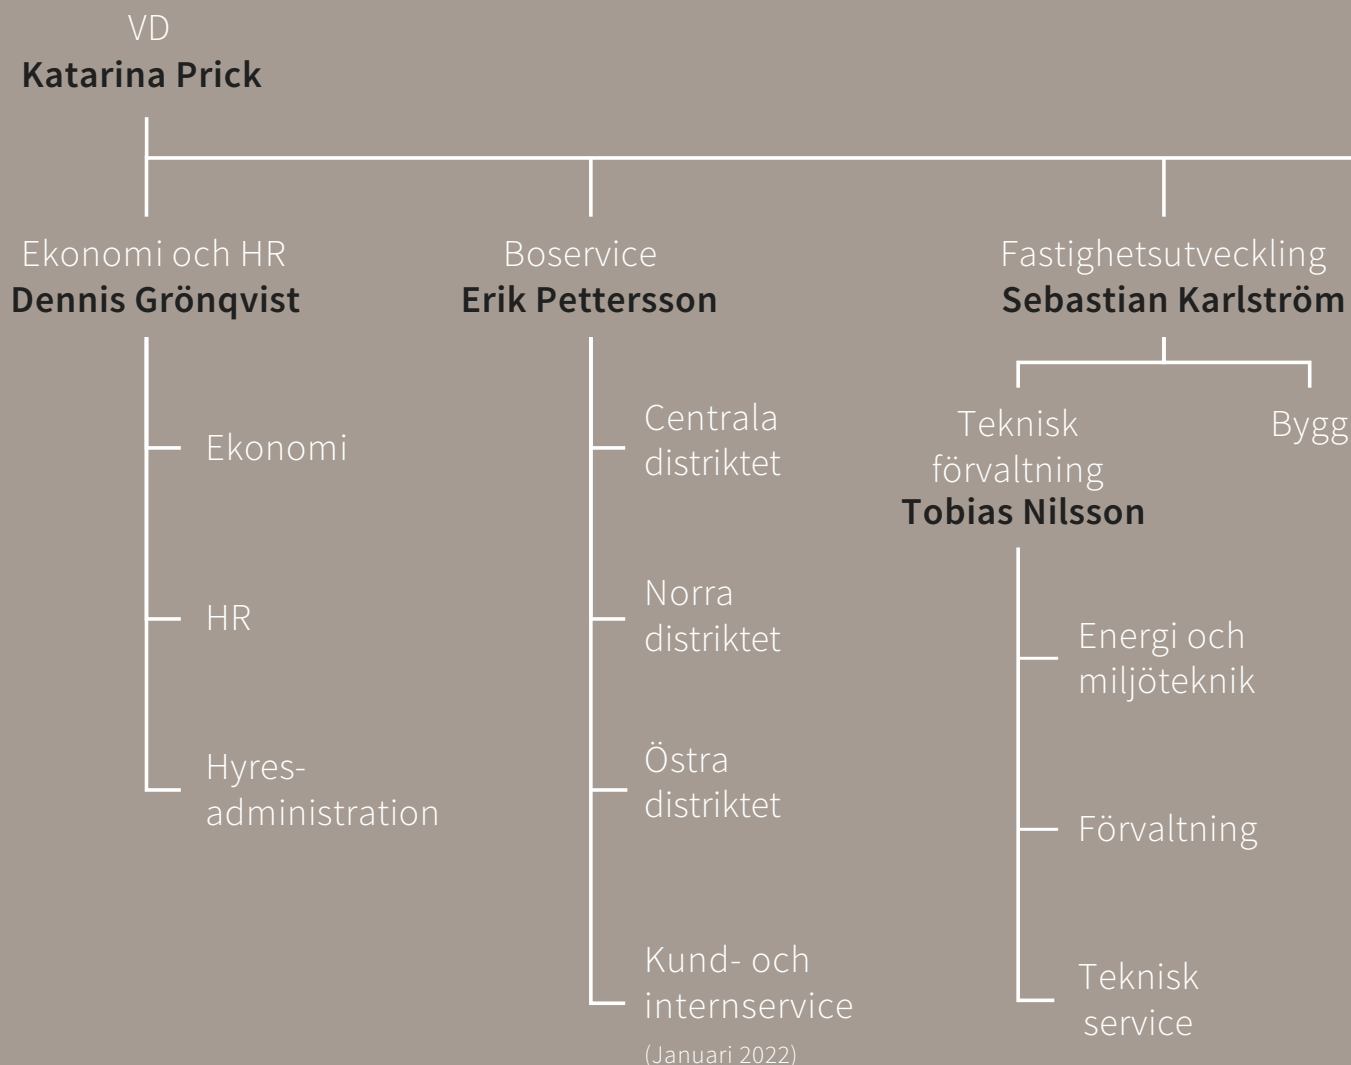 VD
Katarina Prick
Ekonomi och HR
Dennis Grönqvist
Ekonomi
HR
Hyres-
administration
Boservice
Erik Pettersson
Centrala
distriktet
Norra
distriktet
Östra
distriktet
Kund- och
internservice
(Januari 2022)
Fastighetsutveckling
Sebastian Karlström
Teknisk
förvaltning
Tobias Nilsson
Energi och
miljöteknik
Förvaltning
Teknisk
service
Bygg